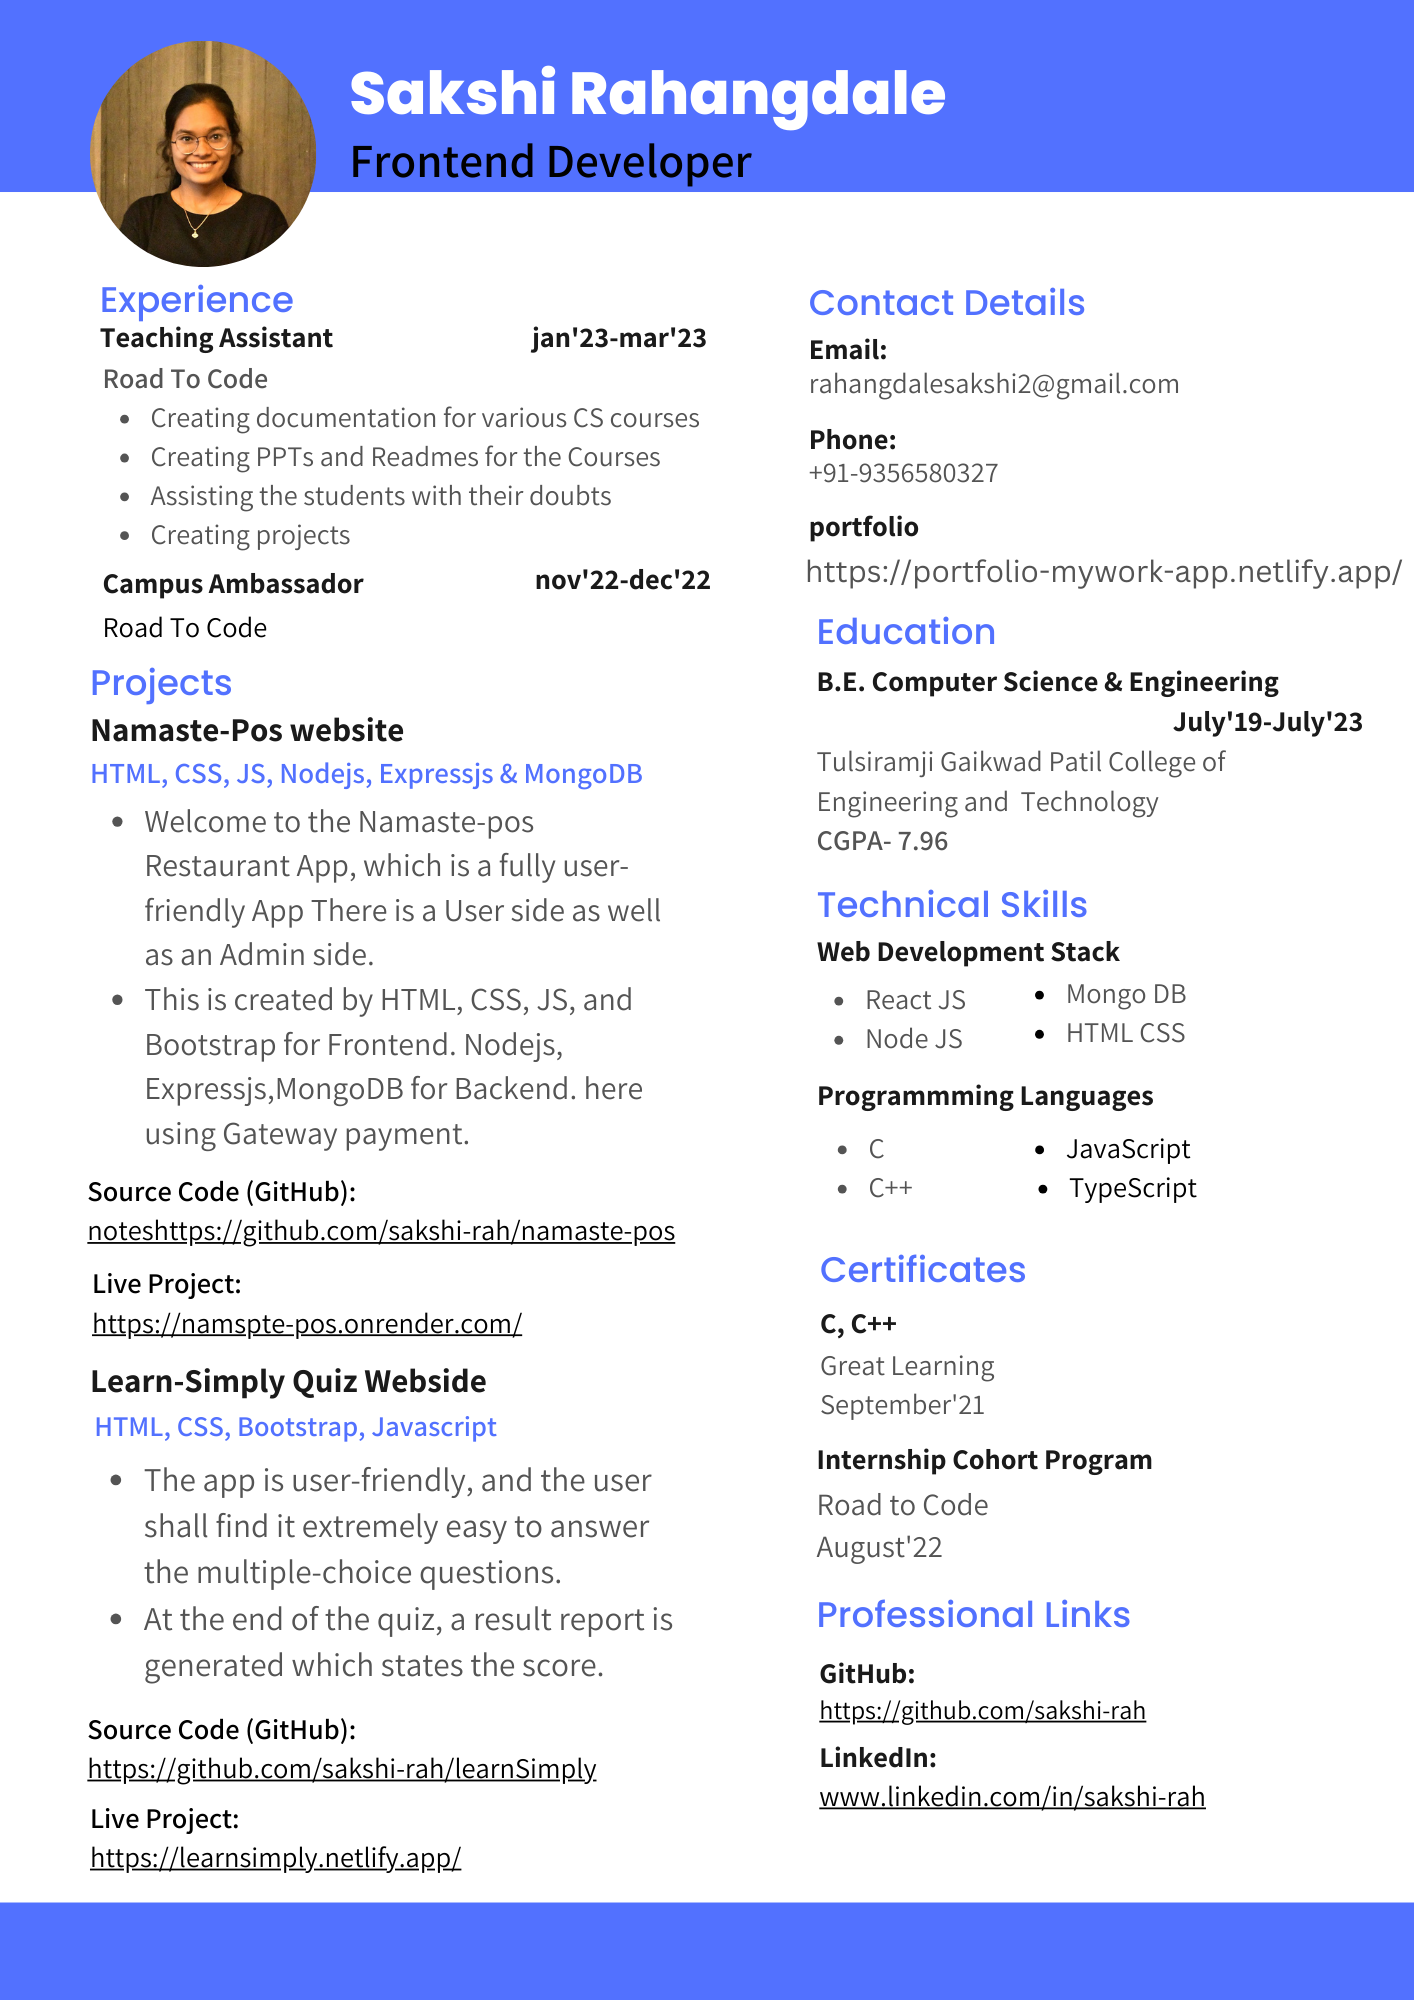 Sakshi Rahangdale
Frontend Developer
Experience
Teaching Assistant jan'23-mar'23
Road To Code
• Creating documentation for various CS courses
• Creating PPTs and Readmes for the Courses
• Assisting the students with their doubts
• Creating projects
Campus Ambassador nov'22-dec'22
Road To Code
Projects
Namaste-Pos website
HTML, CSS, JS, Nodejs, Expressjs & MongoDB
• Welcome to the Namaste-pos
Restaurant App, which is a fully user-
friendly App There is a User side as well
as an Admin side.
• This is created by HTML, CSS, JS, and
Bootstrap for Frontend. Nodejs,
Expressjs,MongoDB for Backend. here
using Gateway payment.
Source Code (GitHub):
noteshttps://github.com/sakshi-rah/namaste-pos
Live Project:
https://namspte-pos.onrender.com/
Learn-Simply Quiz Webside
HTML, CSS, Bootstrap, Javascript
• The app is user-friendly, and the user
shall find it extremely easy to answer
the multiple-choice questions.
• At the end of the quiz, a result report is
generated which states the score.
Source Code (GitHub):
https://github.com/sakshi-rah/learnSimply
Live Project:
https://learnsimply.netlify.app/
Contact Details
Email:
rahangdalesakshi2@gmail.com
Phone:
+91-9356580327
portfolio
https://portfolio-mywork-app.netlify.app/
Education
B.E. Computer Science & Engineering
July'19-July'23
Tulsiramji Gaikwad Patil College of
Engineering and Technology
CGPA- 7.96
Technical Skills
Web Development Stack
• React JS • Mongo DB
• Node JS • HTML CSS
Programmming Languages
• C • JavaScript
• C++ • TypeScript
Certificates
C, C++
Great Learning
September'21
Internship Cohort Program
Road to Code
August'22
Professional Links
GitHub:
https://github.com/sakshi-rah
LinkedIn:
www.linkedin.com/in/sakshi-rah